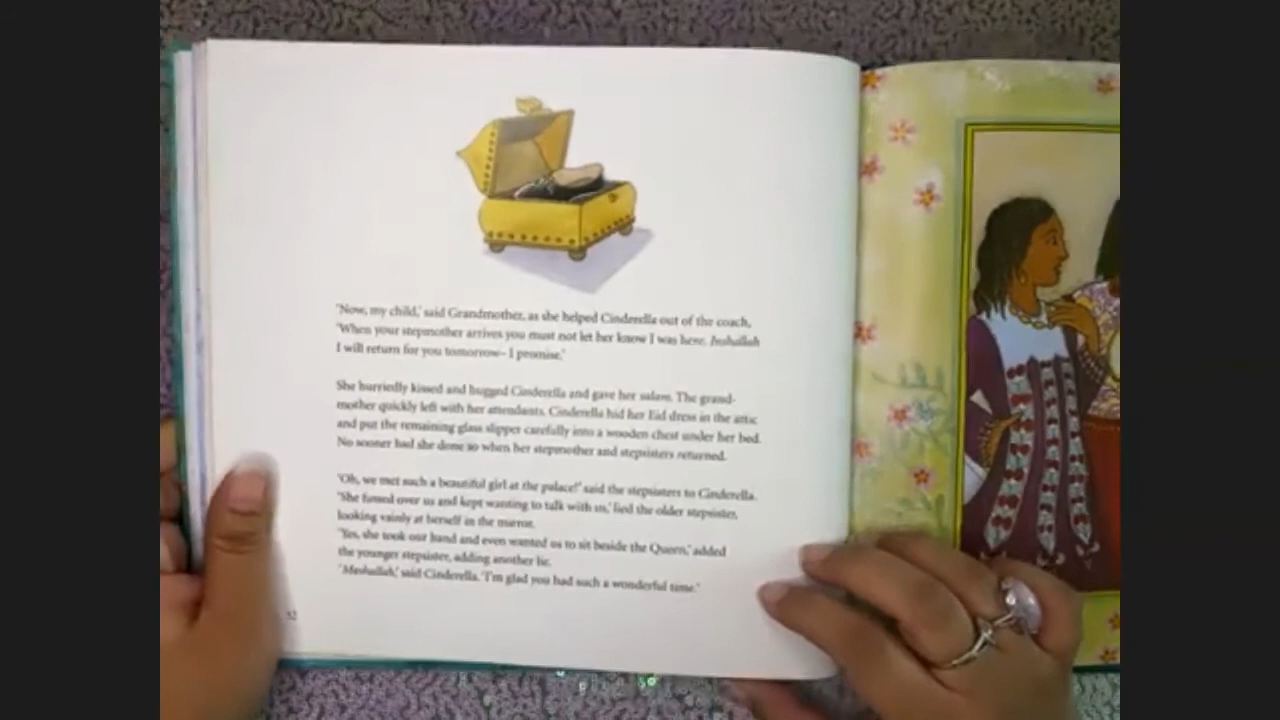 'Now, my child,' said Grandmother, as she helped Cinderella out of the coach,
'When your stepmother arrives you must not let her know I was here. Inshallah
I will return for you tomorrow– I promise.'
She hurriedly kissed and hugged Cinderella and gave her salam. The grand-
mother quickly left with her attendants. Cinderella hid her Eid dress in the attic
and put the remaining glass slipper carefully into a wooden chest under her bed.
No sooner had she done so when her stepmother and stepsisters returned.
'Oh, we met such a beautiful girl at the palace!' said the stepsisters to Cinderella.
'She fussed over us and kept wanting to talk with us,' lied the older stepsister,
looking vainly at herself in the mirror.
'Yes, she took our hand and even wanted us to sit beside the Queen,' added
the younger stepsister, adding another lie.
'Mashallah,' said Cinderella. 'I'm glad you had such a wonderful time.'